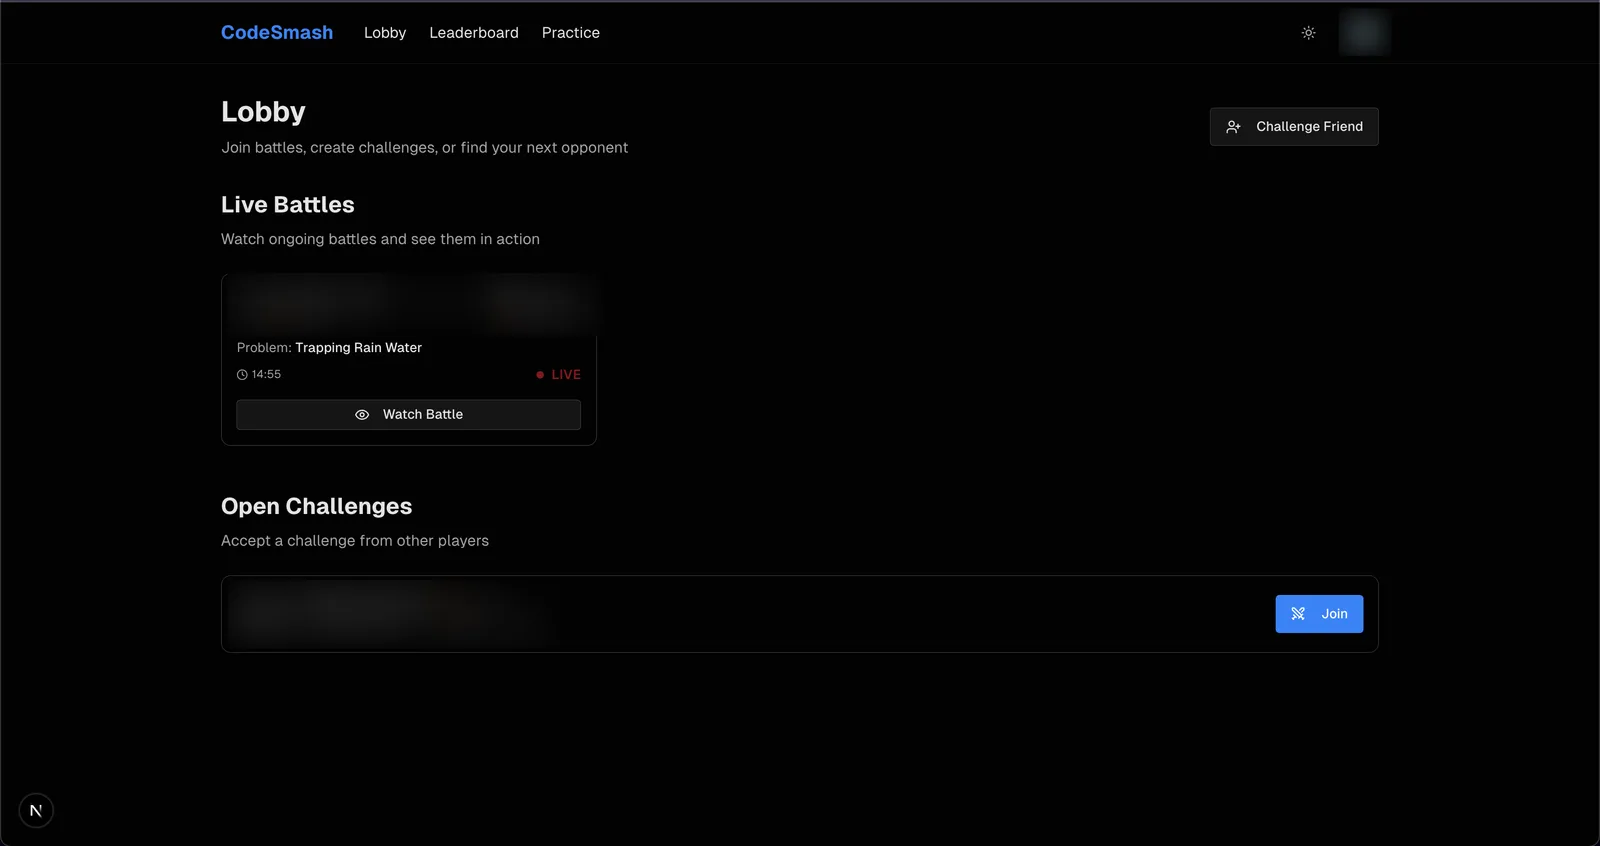 CodeSmash Lobby Leaderboard Practice
Lobby
Challenge Friend
Join battles, create challenges, or find your next opponent
Live Battles
Watch ongoing battles and see them in action
Problem: Trapping Rain Water
14:55 LIVE
Watch Battle
Open Challenges
Accept a challenge from other players
Join
N